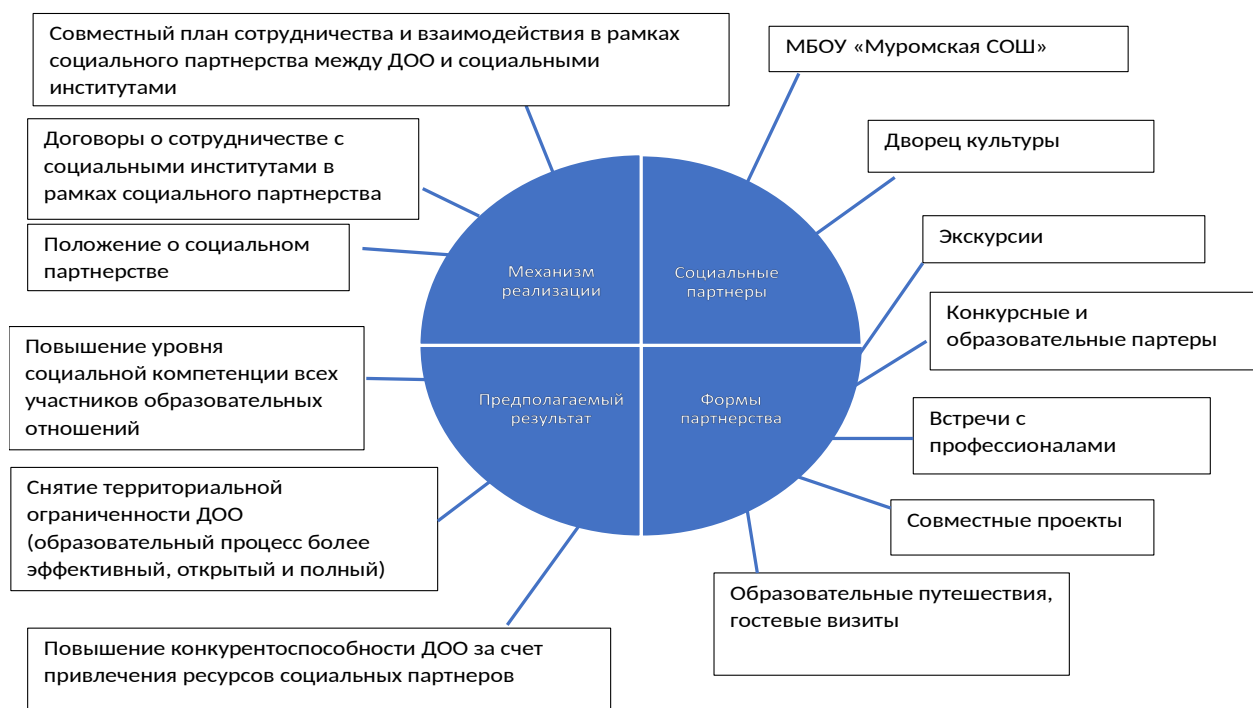 Совместный план сотрудничества и взаимодействия в рамках
социального партнерства между ДОО и социальными
институтами
МБОУ «Муромская СОШ»
Договоры о сотрудничестве с
социальными институтами в
рамках социального партнерства
Дворец культуры
Положение о социальном
партнерстве
Экскурсии
Механизм
реализации
Социальные
партнеры
Конкурсные и
образовательные партеры
Повышение уровня
социальной компетенции всех
участников образовательных
отношений
Предполагаемый
результат
Формы
партнерства
Встречи с
профессионалами
Снятие территориальной
ограниченности ДОО
(образовательный процесс более
эффективный, открытый и полный)
Совместные проекты
Образовательные путешествия,
гостевые визиты
Повышение конкурентоспособности ДОО за счет
привлечения ресурсов социальных партнеров